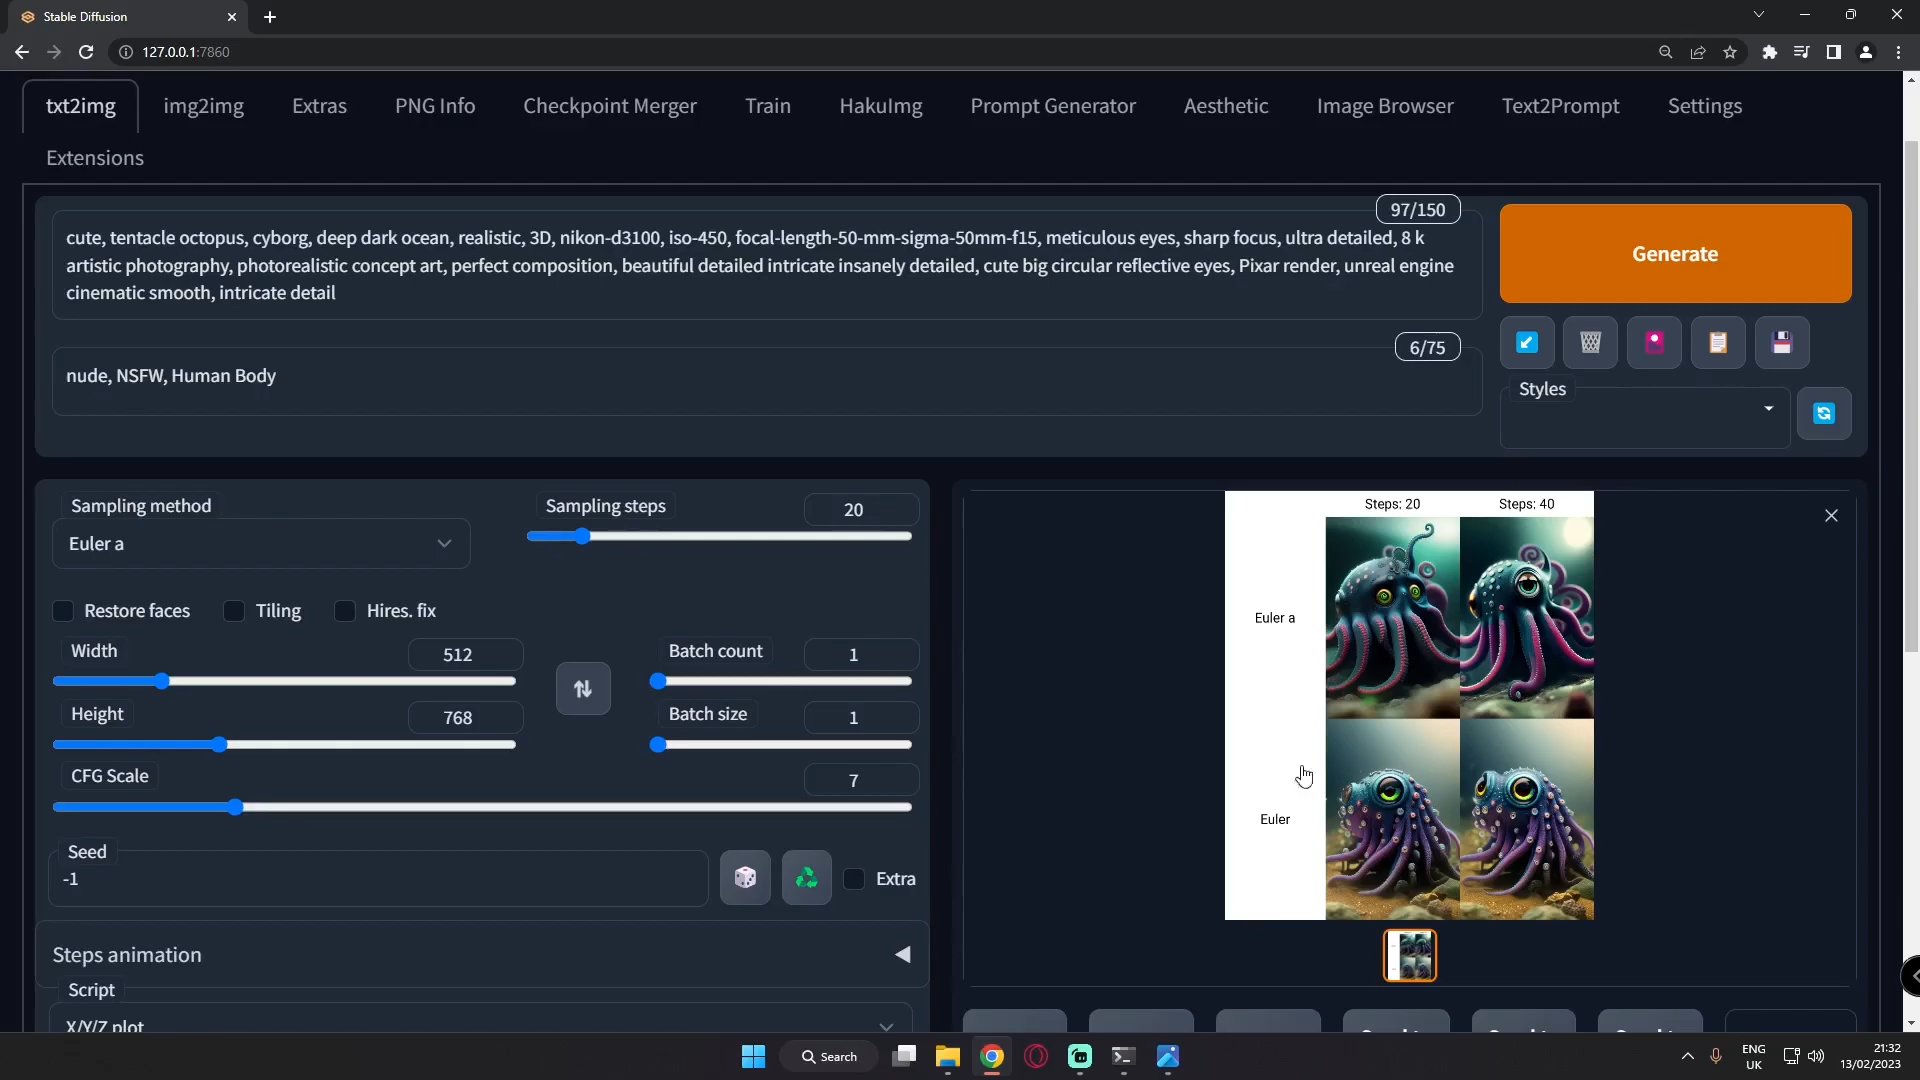 Stable Diffusion
127.0.0.1:7860
txt2img
img2img
Extras
PNG Info
Checkpoint Merger
Train
HakuImg
Prompt Generator
Aesthetic
Image Browser
Text2Prompt
Settings
Extensions
97/150
cute, tentacle octopus, cyborg, deep dark ocean, realistic, 3D, nikon-d3100, iso-450, focal-length-50-mm-sigma-50mm-f15, meticulous eyes, sharp focus, ultra detailed, 8 k
artistic photography, photorealistic concept art, perfect composition, beautiful detailed intricate insanely detailed, cute big circular reflective eyes, Pixar render, unreal engine
cinematic smooth, intricate detail
Generate
6/75
nude, NSFW, Human Body
Styles
Sampling method
Euler a
Sampling steps
20
Restore faces
Tiling
Hires. fix
Width
512
Height
768
Batch count
1
Batch size
1
CFG Scale
7
Seed
-1
Extra
Steps animation
Script
X/Y/Z plot
Steps: 20
Steps: 40
Euler a
Euler
Search
ENG
UK
21:32
13/02/2023